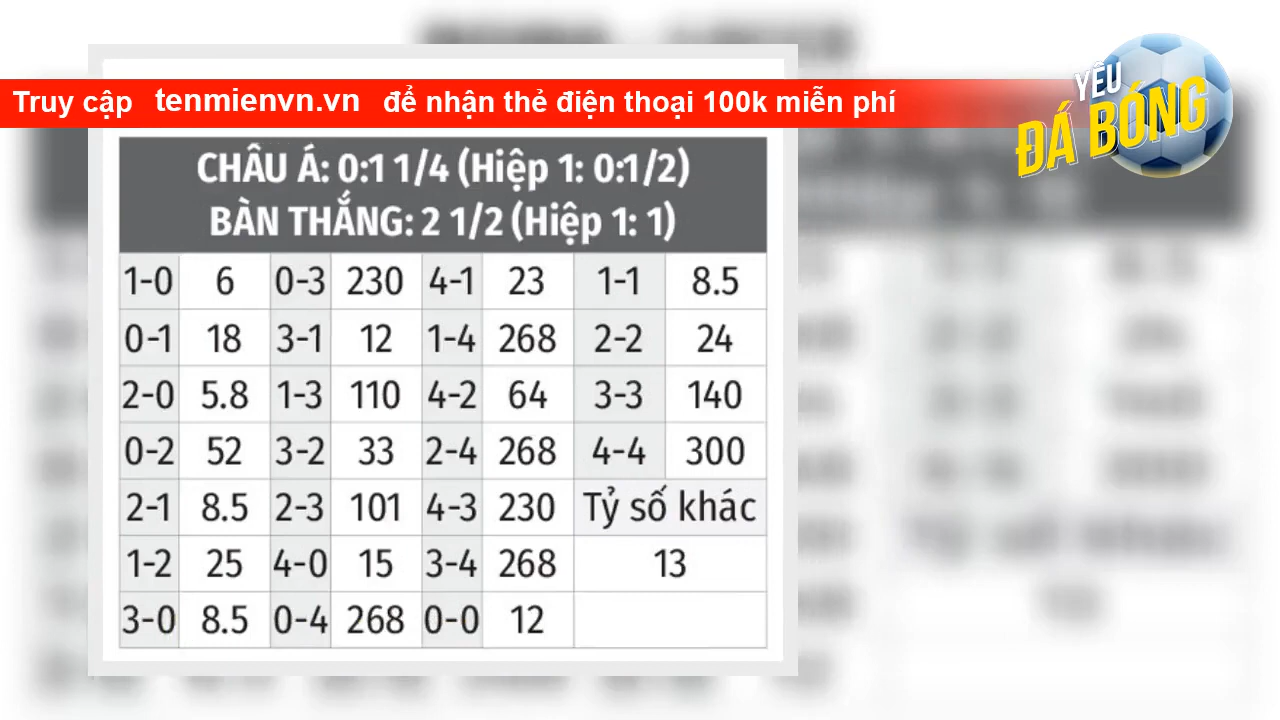 Truy cập tenmienvn.vn để nhận thẻ điện thoại 100k miễn phí
YÊU
ĐÁ BÓNG
CHÂU Á: 0:1 1/4 (Hiệp 1: 0:1/2)
BÀN THẮNG: 2 1/2 (Hiệp 1: 1)
1-0 6 0-3 230 4-1 23 1-1 8.5
0-1 18 3-1 12 1-4 268 2-2 24
2-0 5.8 1-3 110 4-2 64 3-3 140
0-2 52 3-2 33 2-4 268 4-4 300
2-1 8.5 2-3 101 4-3 230 Tỷ số khác
1-2 25 4-0 15 3-4 268 13
3-0 8.5 0-4 268 0-0 12